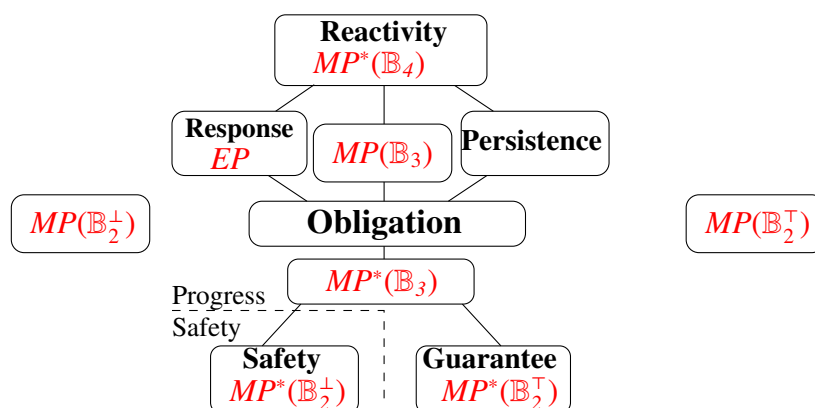 Reactivity
MP*(𝔹₄)
Response
EP
MP(𝔹₃)
Persistence
MP(𝔹₂^⊥)
Obligation
MP(𝔹₂^⊤)
MP*(𝔹₃)
Progress
Safety
Safety
MP*(𝔹₂^⊥)
Guarantee
MP*(𝔹₂^⊤)